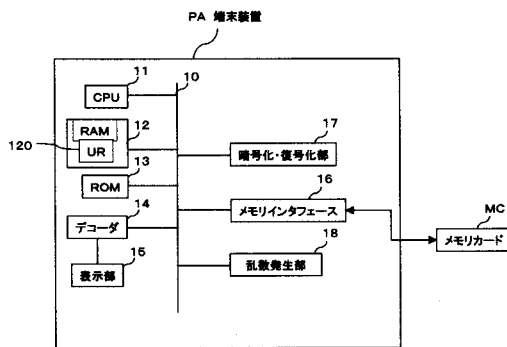 PA 端末装置
11
10
CPU
RAM
12
120
UR
17
暗号化・復号化部
13
ROM
16
14
メモリインタフェース
MC
デコーダ
メモリカード
15
18
表示部
乱数発生部